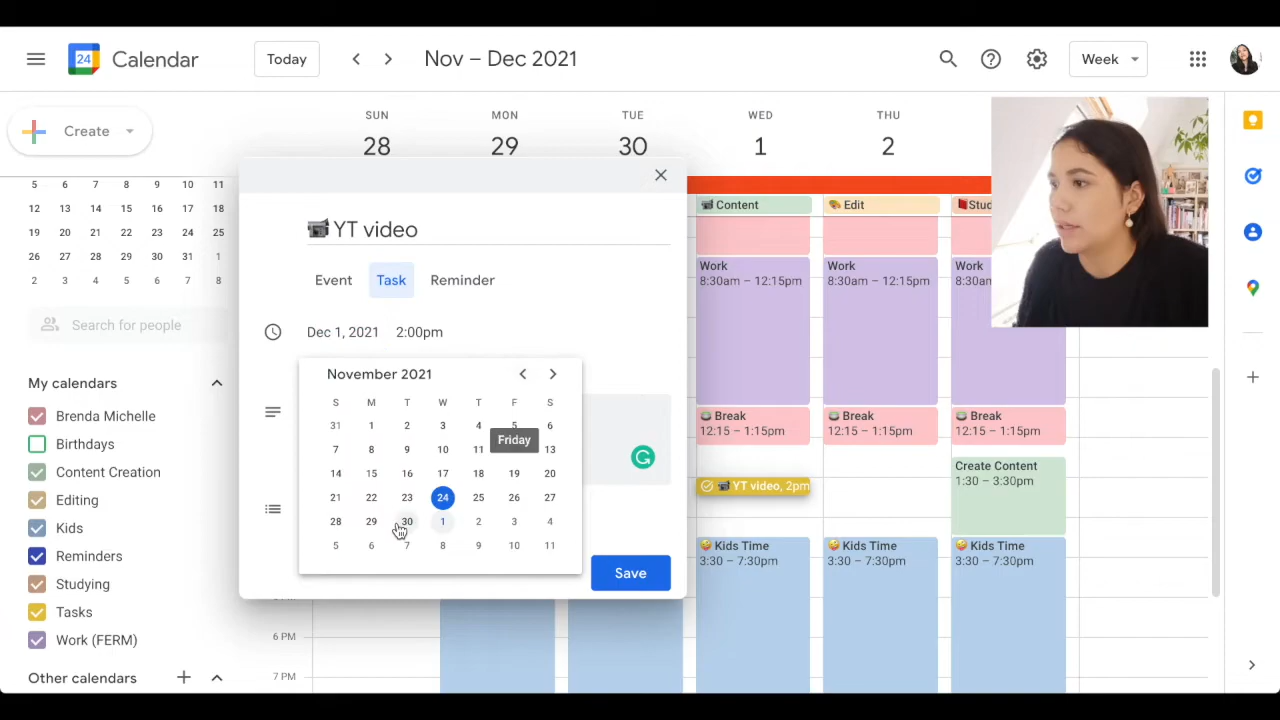 24 Calendar Today Nov – Dec 2021 Week
Create
SUN MON TUE WED THU
28 29 30 1 2
5 6 7 8 9 10 11
12 13 14 15 16 17 18
19 20 21 22 23 24 25
26 27 28 29 30 31 1
2 3 4 5 6 7 8
Search for people
My calendars
Brenda Michelle
Birthdays
Content Creation
Editing
Kids
Reminders
Studying
Tasks
Work (FERM)
Other calendars
📹 YT video
Event Task Reminder
Dec 1, 2021 2:00pm
November 2021
S M T W T F S
31 1 2 3 4 5 6
7 8 9 10 11 13
Friday
14 15 16 17 18 19 20
21 22 23 24 25 26 27
28 29 30 1 2 3 4
5 6 7 8 9 10 11
Save
6 PM
7 PM
Content
Work
8:30am – 12:15pm
Break
12:15 – 1:15pm
YT video, 2pm
Kids Time
3:30 – 7:30pm
Edit
Work
8:30am – 12:15pm
Break
12:15 – 1:15pm
Kids Time
3:30 – 7:30pm
Stud
Work
8:30am
Break
12:15 – 1:15pm
Create Content
1:30 – 3:30pm
Kids Time
3:30 – 7:30pm